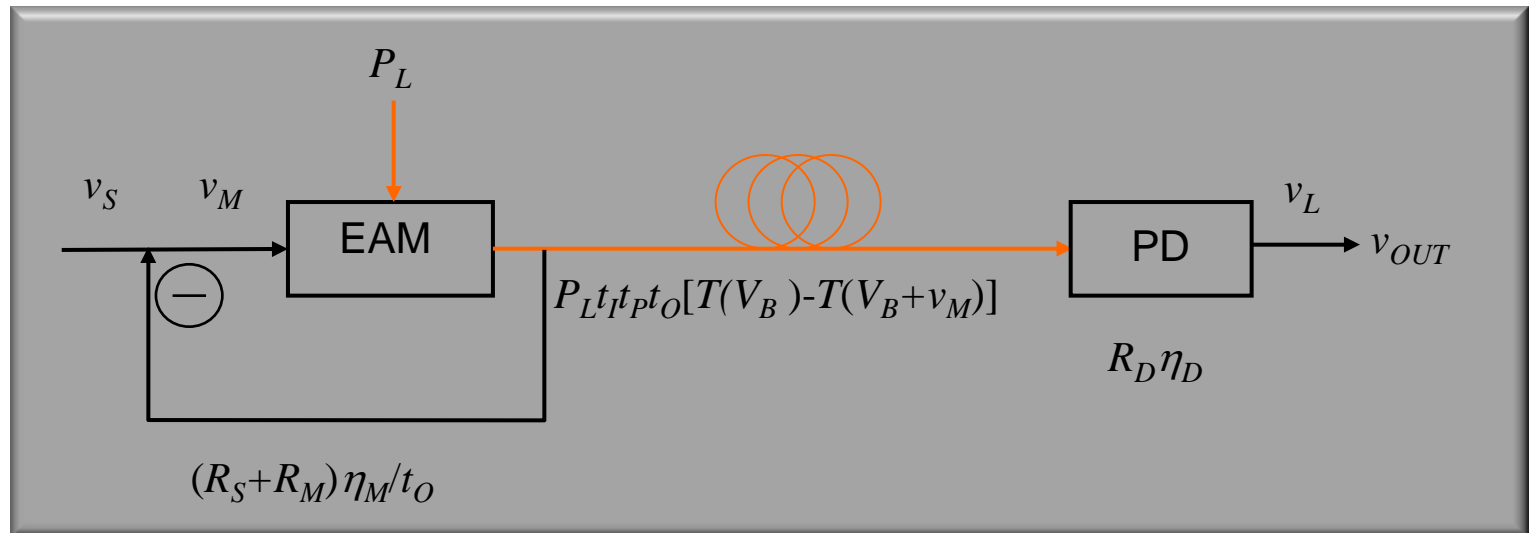 P_L
v_S v_M v_L
EAM PD v_OUT
−
P_L t_I t_P t_O [T(V_B )-T(V_B+v_M)]
R_D η_D
(R_S+R_M) η_M/t_O